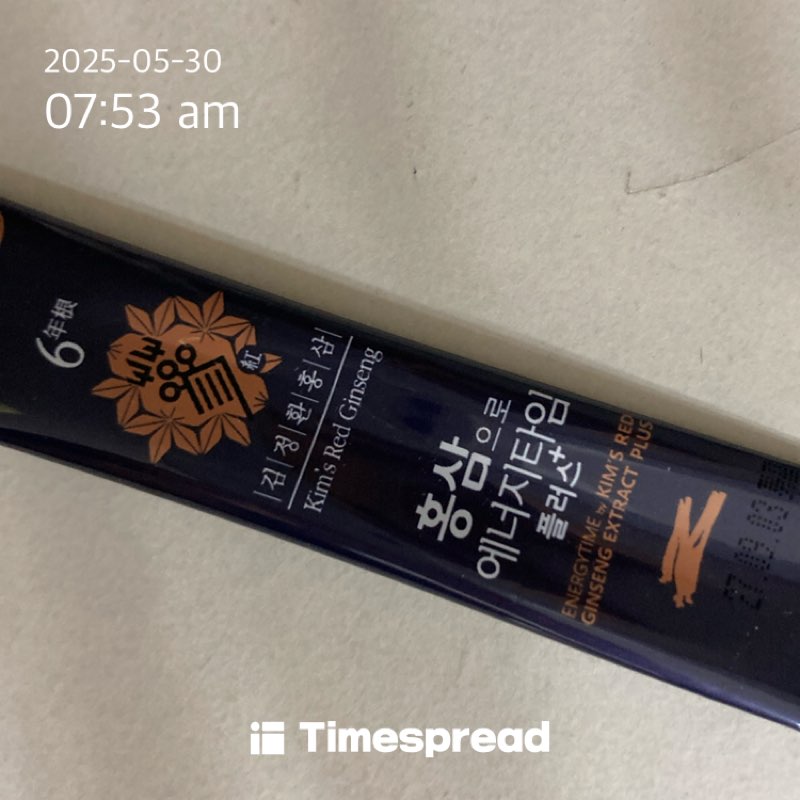 2025-05-30
07:53 am
6年根
紅
김정환홍삼
Kim's Red Ginseng
홍삼으로
에너지타임
플러스+
ENERGYTIME by KIM'S RED
GINSENG EXTRACT PLUS
Timespread